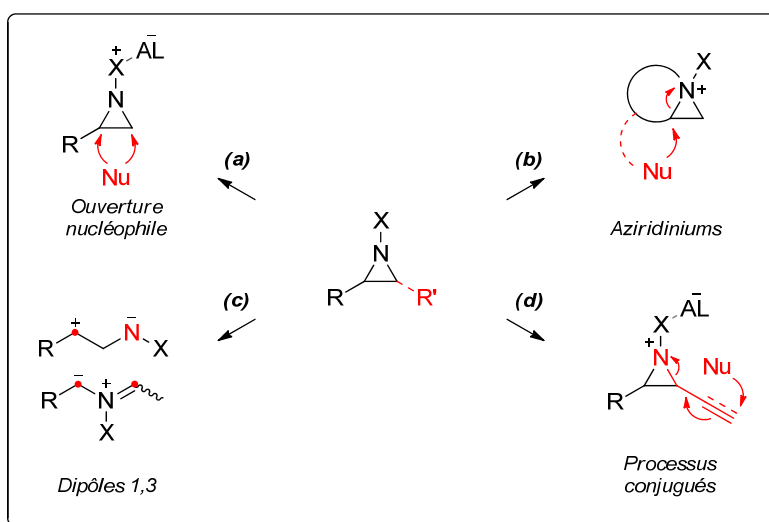 + –
X AL
N
R
Nu
Ouverture
nucléophile
(a)
(b)
X
N+
Nu
Aziridiniums
X
N
R R'
(c)
(d)
+ –
R N
X
– +
R N
X
Dipôles 1,3
–
X AL
+
N
Nu
R
Processus
conjugués